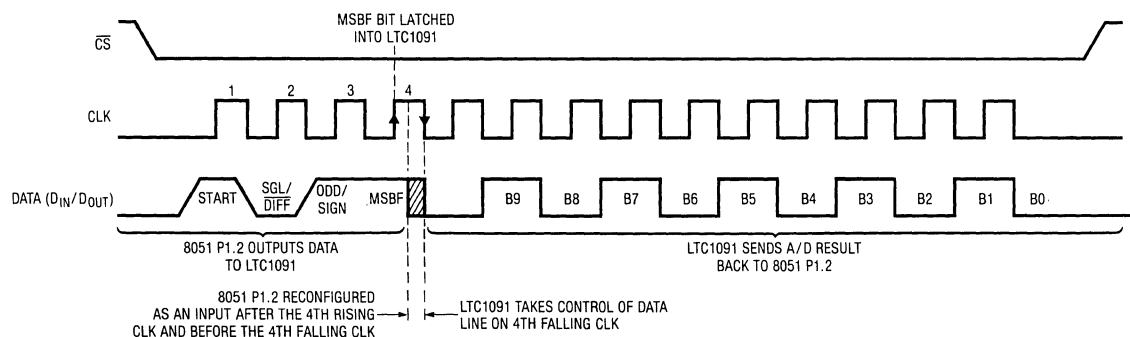 MSBF BIT LATCHED
INTO LTC1091
CS
CLK
1 2 3 4
DATA (DIN/DOUT)
START
SGL/
DIFF
ODD/
SIGN
MSBF
B9 B8 B7 B6 B5 B4 B3 B2 B1 B0
8051 P1.2 OUTPUTS DATA
TO LTC1091
LTC1091 SENDS A/D RESULT
BACK TO 8051 P1.2
8051 P1.2 RECONFIGURED
AS AN INPUT AFTER THE 4TH RISING
CLK AND BEFORE THE 4TH FALLING CLK
LTC1091 TAKES CONTROL OF DATA
LINE ON 4TH FALLING CLK